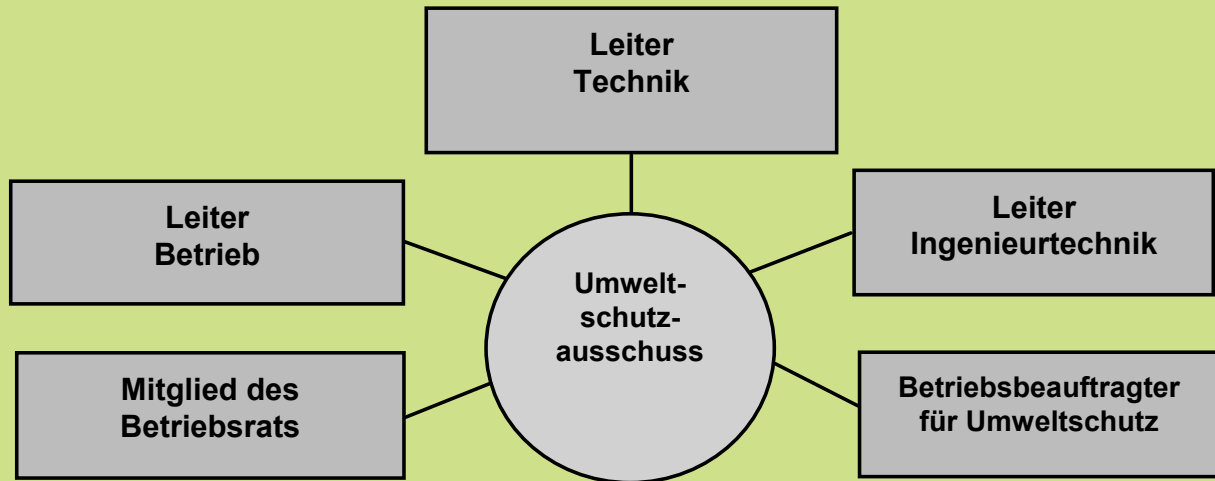 Leiter
Technik
Leiter
Betrieb
Leiter
Ingenieurtechnik
Umwelt-
schutz-
ausschuss
Mitglied des
Betriebsrats
Betriebsbeauftragter
für Umweltschutz